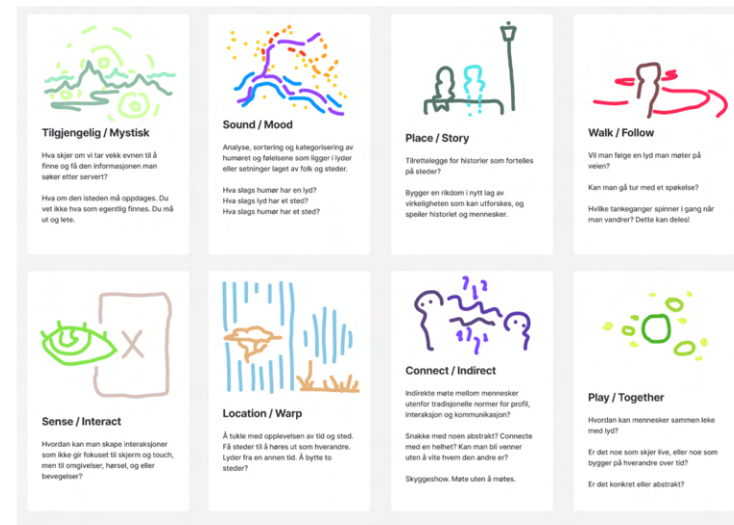 Tilgjengelig / Mystisk
Hva skjer om vi tar vekk evnen til å
finne og få den informasjonen man
søker etter servert?
Hva om den isteden må oppdages. Du
vet ikke hva som egentlig finnes. Du må
ut og lete.
Sound / Mood
Analyse, sortering og kategorisering av
humøret og følelsene som ligger i lyder
eller setninger laget av folk og steder.
Hva slags humør har en lyd?
Hva slags lyd har et sted?
Hva slags humør har et sted?
Place / Story
Tilrettelegge for historier som fortelles
på steder?
Bygger en rikdom i nytt lag av
virkeligheten som kan utforskes, og
speiler historiet og mennesker.
Walk / Follow
Vil man følge en lyd man møter på
veien?
Kan man gå tur med et spøkelse?
Hvilke tankeganger spinner i gang når
man vandrer? Dette kan deles!
Sense / Interact
Hvordan kan man skape interaksjoner
som ikke gir fokuset til skjerm og touch,
men til omgivelser, hørsel, og eller
bevegelser?
Location / Warp
Å tukle med opplevelsen av tid og sted.
Få steder til å høres ut som hverandre.
Lyder fra en annen tid. Å bytte to
steder?
Connect / Indirect
Indirekte møte mellom mennesker
utenfor tradisjonelle normer for profil,
interaksjon og kommunikasjon?
Snakke med noen abstrakt? Connecte
med en helhet? Kan man bli venner
uten å vite hvem den andre er?
Skyggeshow. Møte uten å møtes.
Play / Together
Hvordan kan mennesker sammen leke
med lyd?
Er det noe som skjer live, eller noe som
bygger på hverandre over tid?
Er det konkret eller abstrakt?